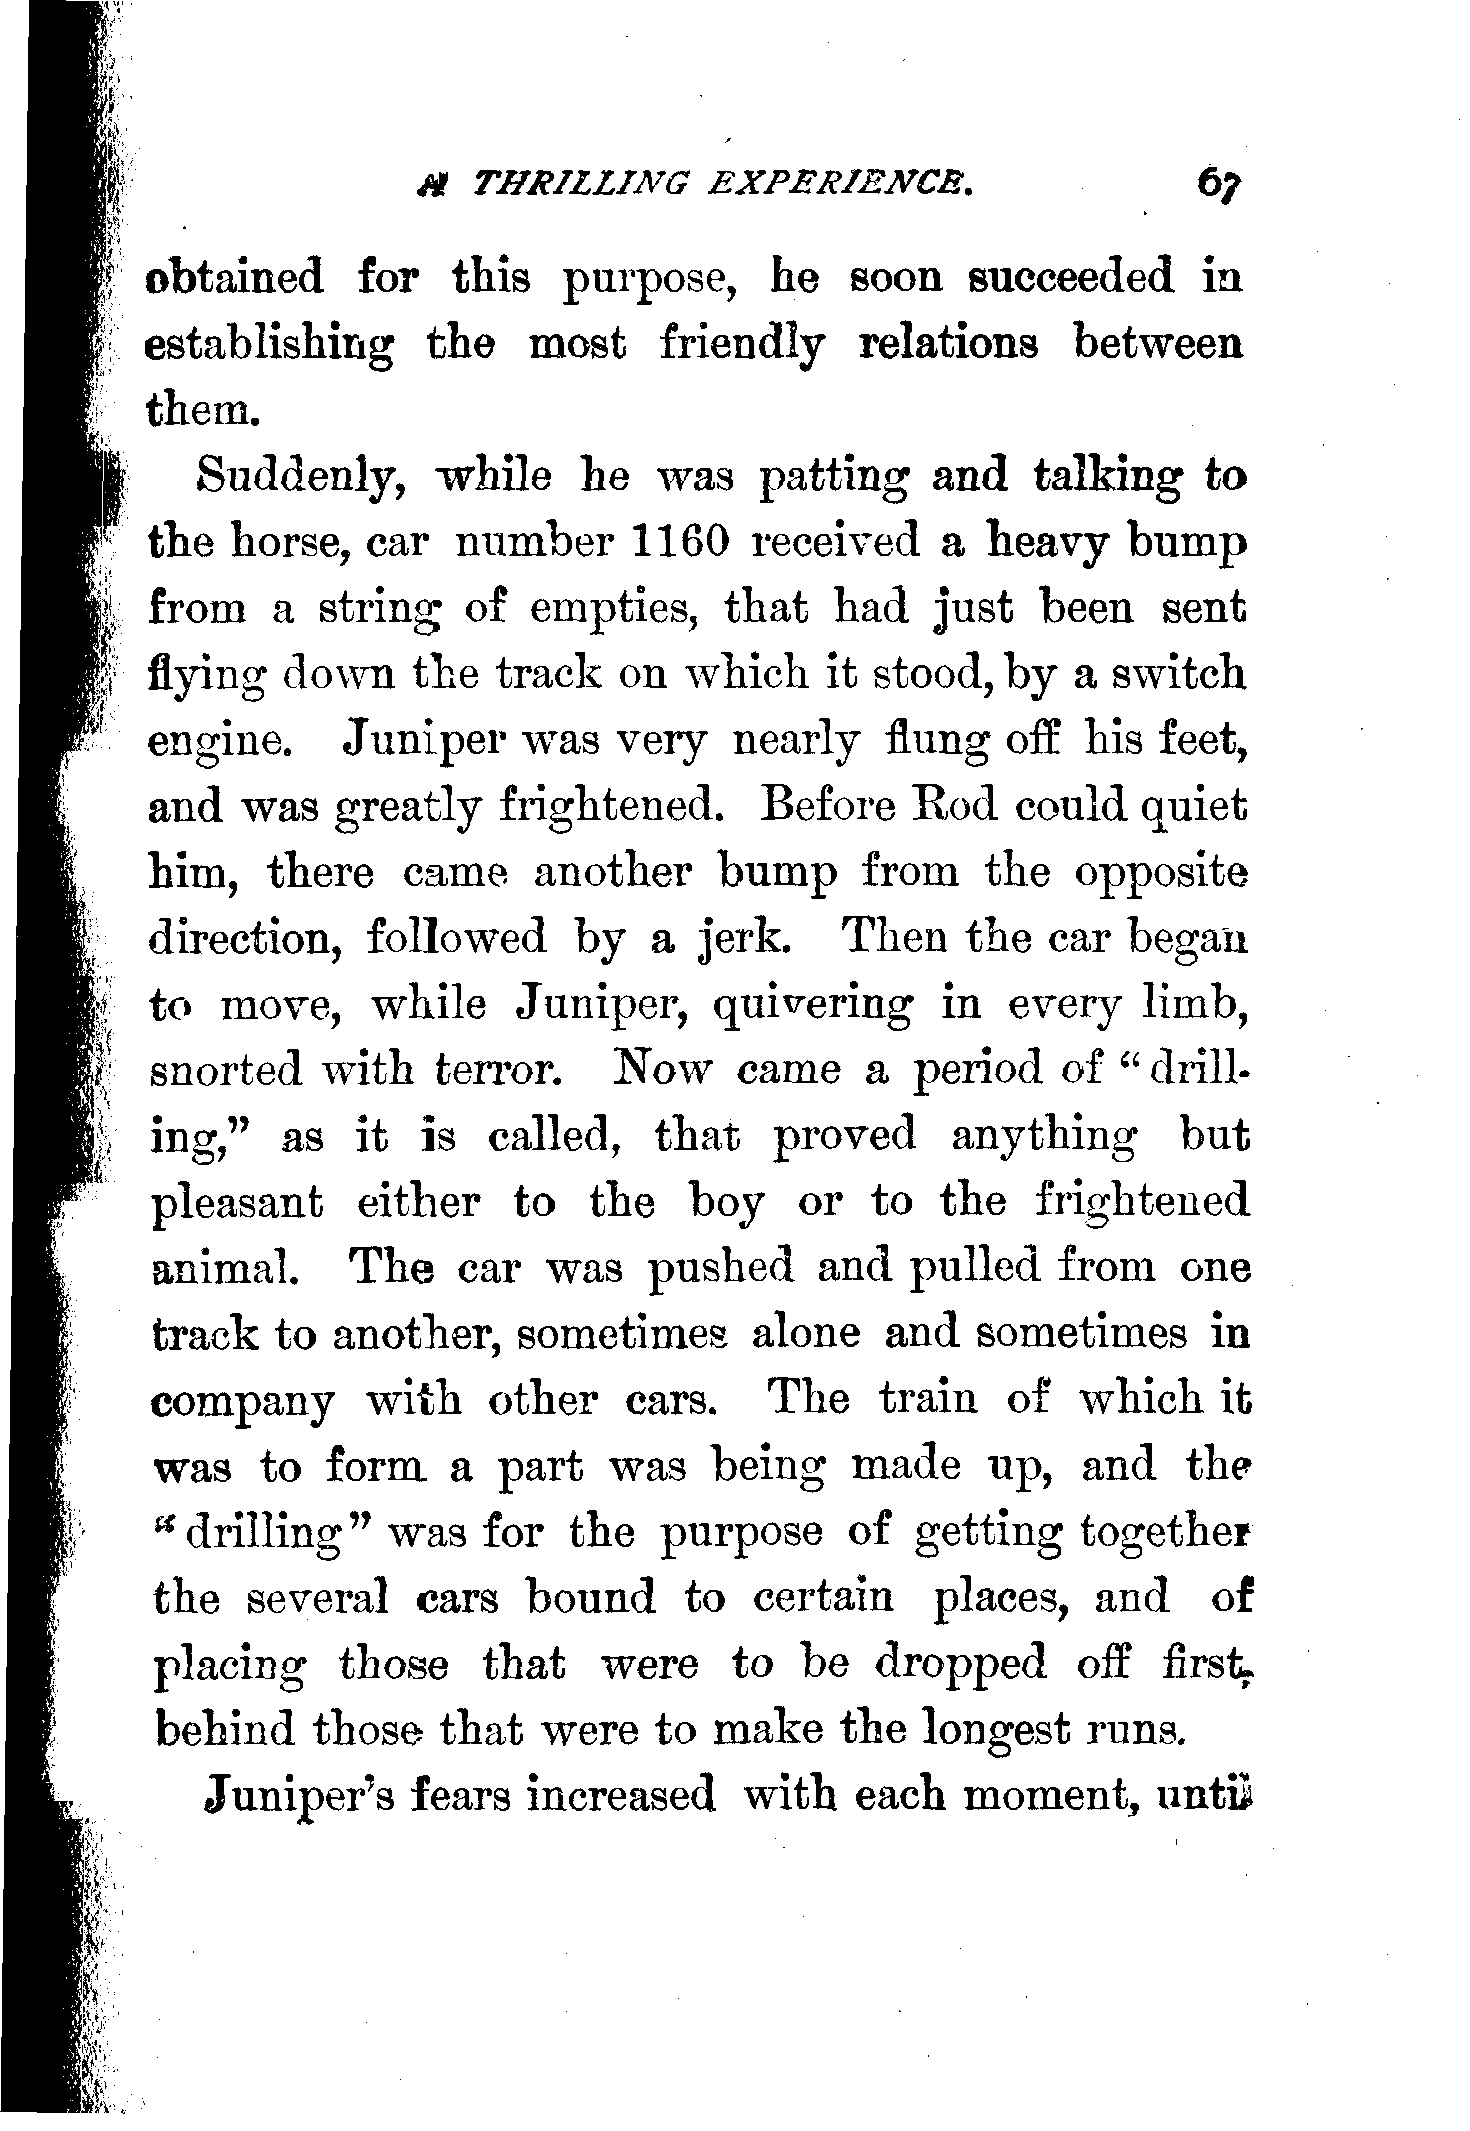 A THRILLING EXPERIENCE. 67
obtained for this purpose, he soon succeeded in
establishing the most friendly relations between
them.
Suddenly, while he was patting and talking to
the horse, car number 1160 received a heavy bump
from a string of empties, that had just been sent
flying down the track on which it stood, by a switch
engine. Juniper was very nearly flung off his feet,
and was greatly frightened. Before Rod could quiet
him, there came another bump from the opposite
direction, followed by a jerk. Then the car began
to move, while Juniper, quivering in every limb,
snorted with terror. Now came a period of “drill-
ing,” as it is called, that proved anything but
pleasant either to the boy or to the frightened
animal. The car was pushed and pulled from one
track to another, sometimes alone and sometimes in
company with other cars. The train of which it
was to form a part was being made up, and the
“drilling” was for the purpose of getting together
the several cars bound to certain places, and of
placing those that were to be dropped off first,
behind those that were to make the longest runs.
Juniper’s fears increased with each moment, until